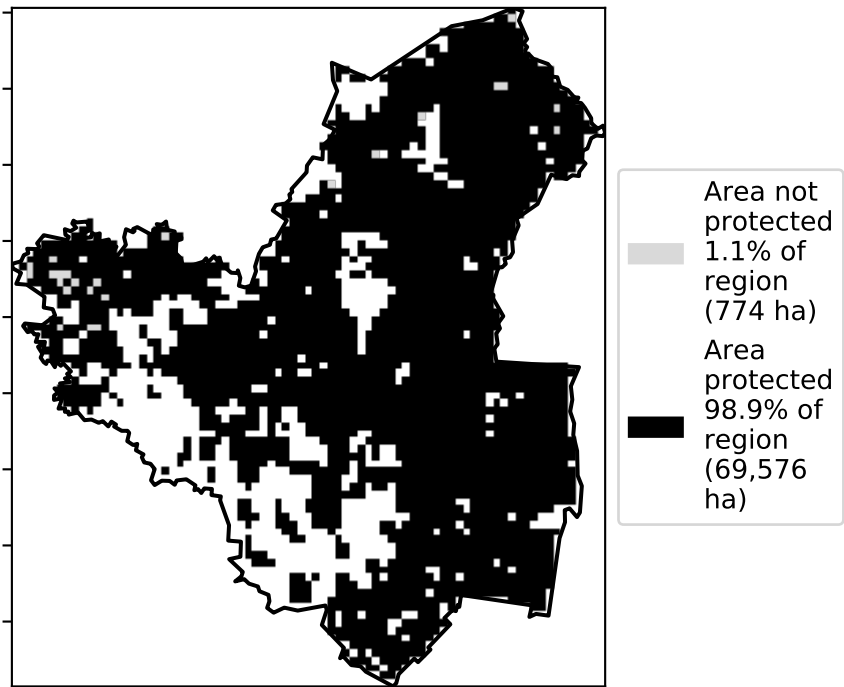 Area not
protected
1.1% of
region
(774 ha)
Area
protected
98.9% of
region
(69,576
ha)